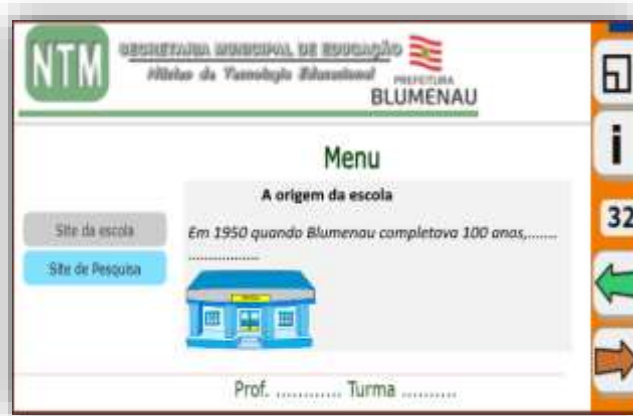 NTM
SECRETARIA MUNICIPAL DE EDUCAÇÃO
Núcleo de Tecnologia Educacional
PREFEITURA
BLUMENAU
Menu
A origem da escola
Em 1950 quando Blumenau completava 100 anos,.......
.................
Site da escola
Site de Pesquisa
Prof. ............ Turma ..........
i
32